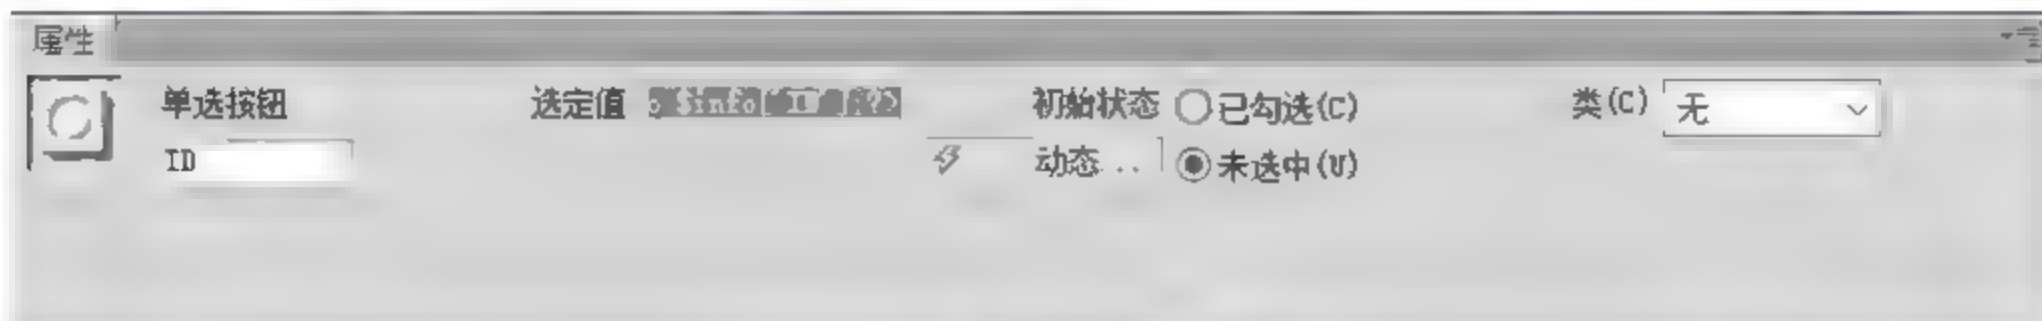 属性
单选按钮 选定值 $info[ 初始状态 已勾选(C) 类(C) 无
ID 动态.. 未选中(U)